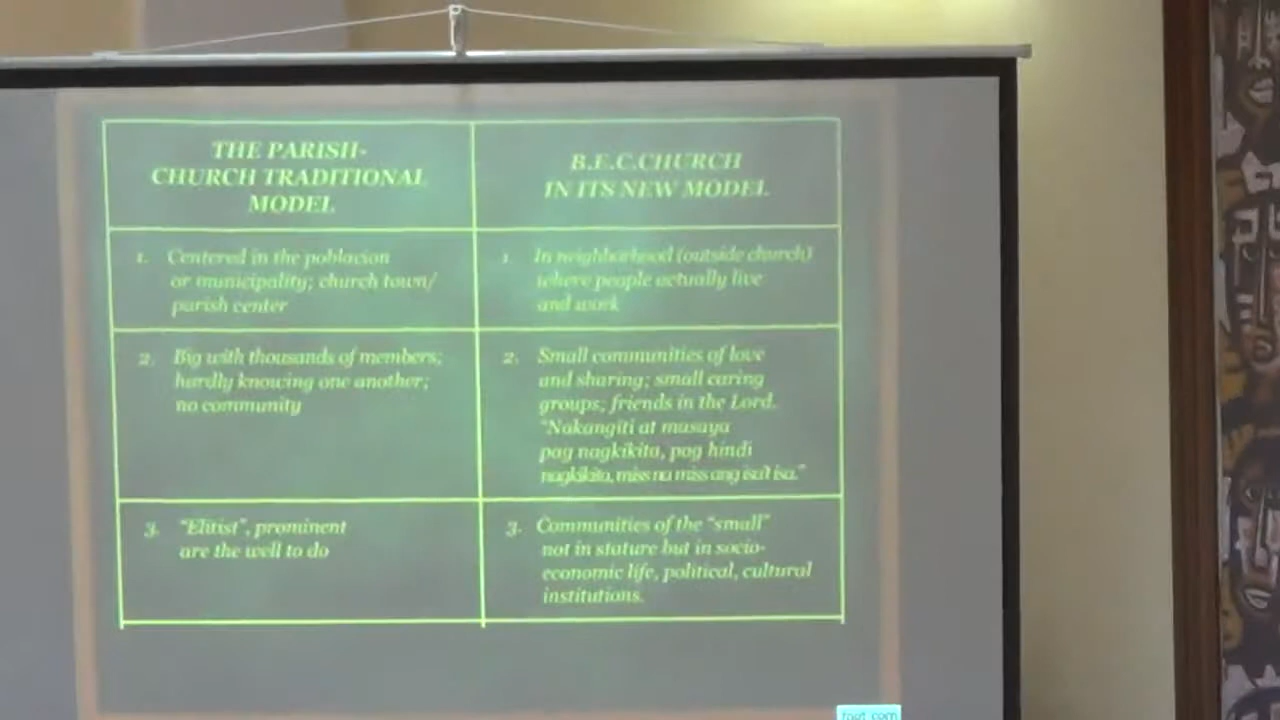 THE PARISH-
CHURCH TRADITIONAL
MODEL
B.E.C.CHURCH
IN ITS NEW MODEL
1. Centered in the poblacion
or municipality; church town/
parish center
1. In neighborhood (outside church)
where people actually live
and work
2. Big with thousands of members;
hardly knowing one another;
no community
2. Small communities of love
and sharing; small caring
groups; friends in the Lord.
"Nakangiti at masaya
pag nagkikita, pag hindi
nagkikita, miss na miss ang isa't isa."
3. "Elitist", prominent
are the well to do
3. Communities of the "small"
not in stature but in socio-
economic life, political, cultural
institutions.